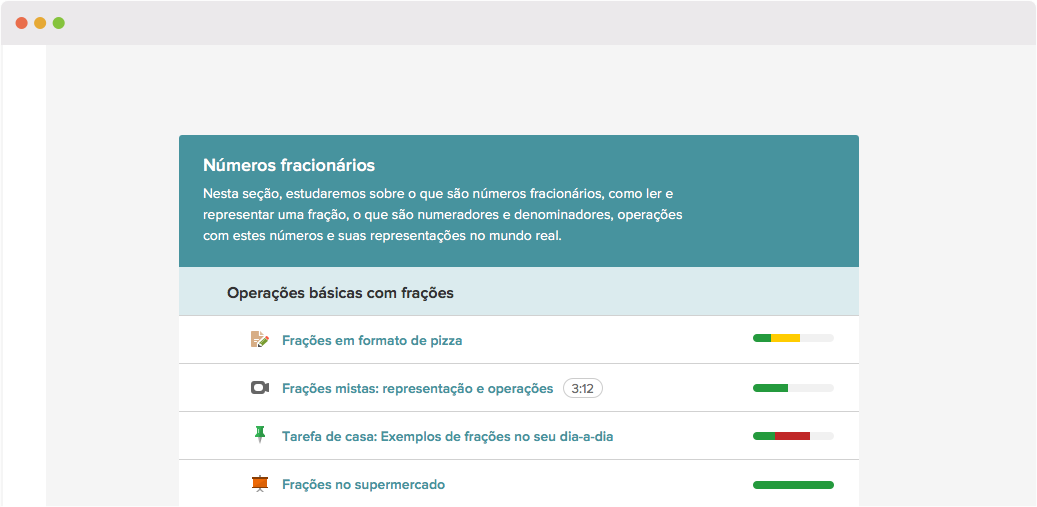 Números fracionários
Nesta seção, estudaremos sobre o que são números fracionários, como ler e
representar uma fração, o que são numeradores e denominadores, operações
com estes números e suas representações no mundo real.
Operações básicas com frações
Frações em formato de pizza
Frações mistas: representação e operações 3:12
Tarefa de casa: Exemplos de frações no seu dia-a-dia
Frações no supermercado